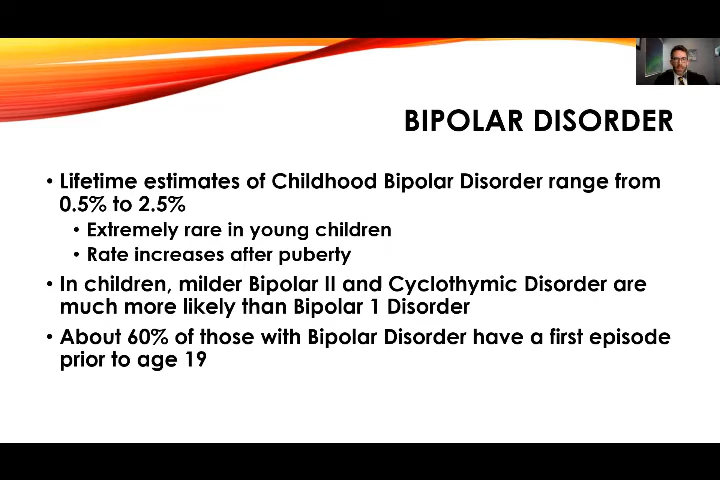 BIPOLAR DISORDER
• Lifetime estimates of Childhood Bipolar Disorder range from
0.5% to 2.5%
• Extremely rare in young children
• Rate increases after puberty
• In children, milder Bipolar II and Cyclothymic Disorder are
much more likely than Bipolar 1 Disorder
• About 60% of those with Bipolar Disorder have a first episode
prior to age 19